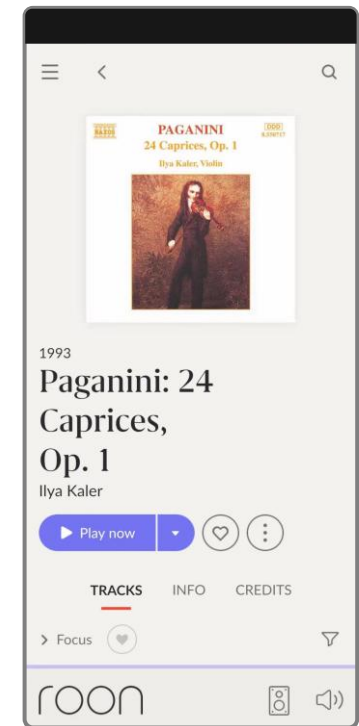 NAXOS
PAGANINI
DDD
24 Caprices, Op. 1
Ilya Kaler, Violin
1993
Paganini: 24
Caprices,
Op. 1
Ilya Kaler
Play now
TRACKS INFO CREDITS
Focus
roon